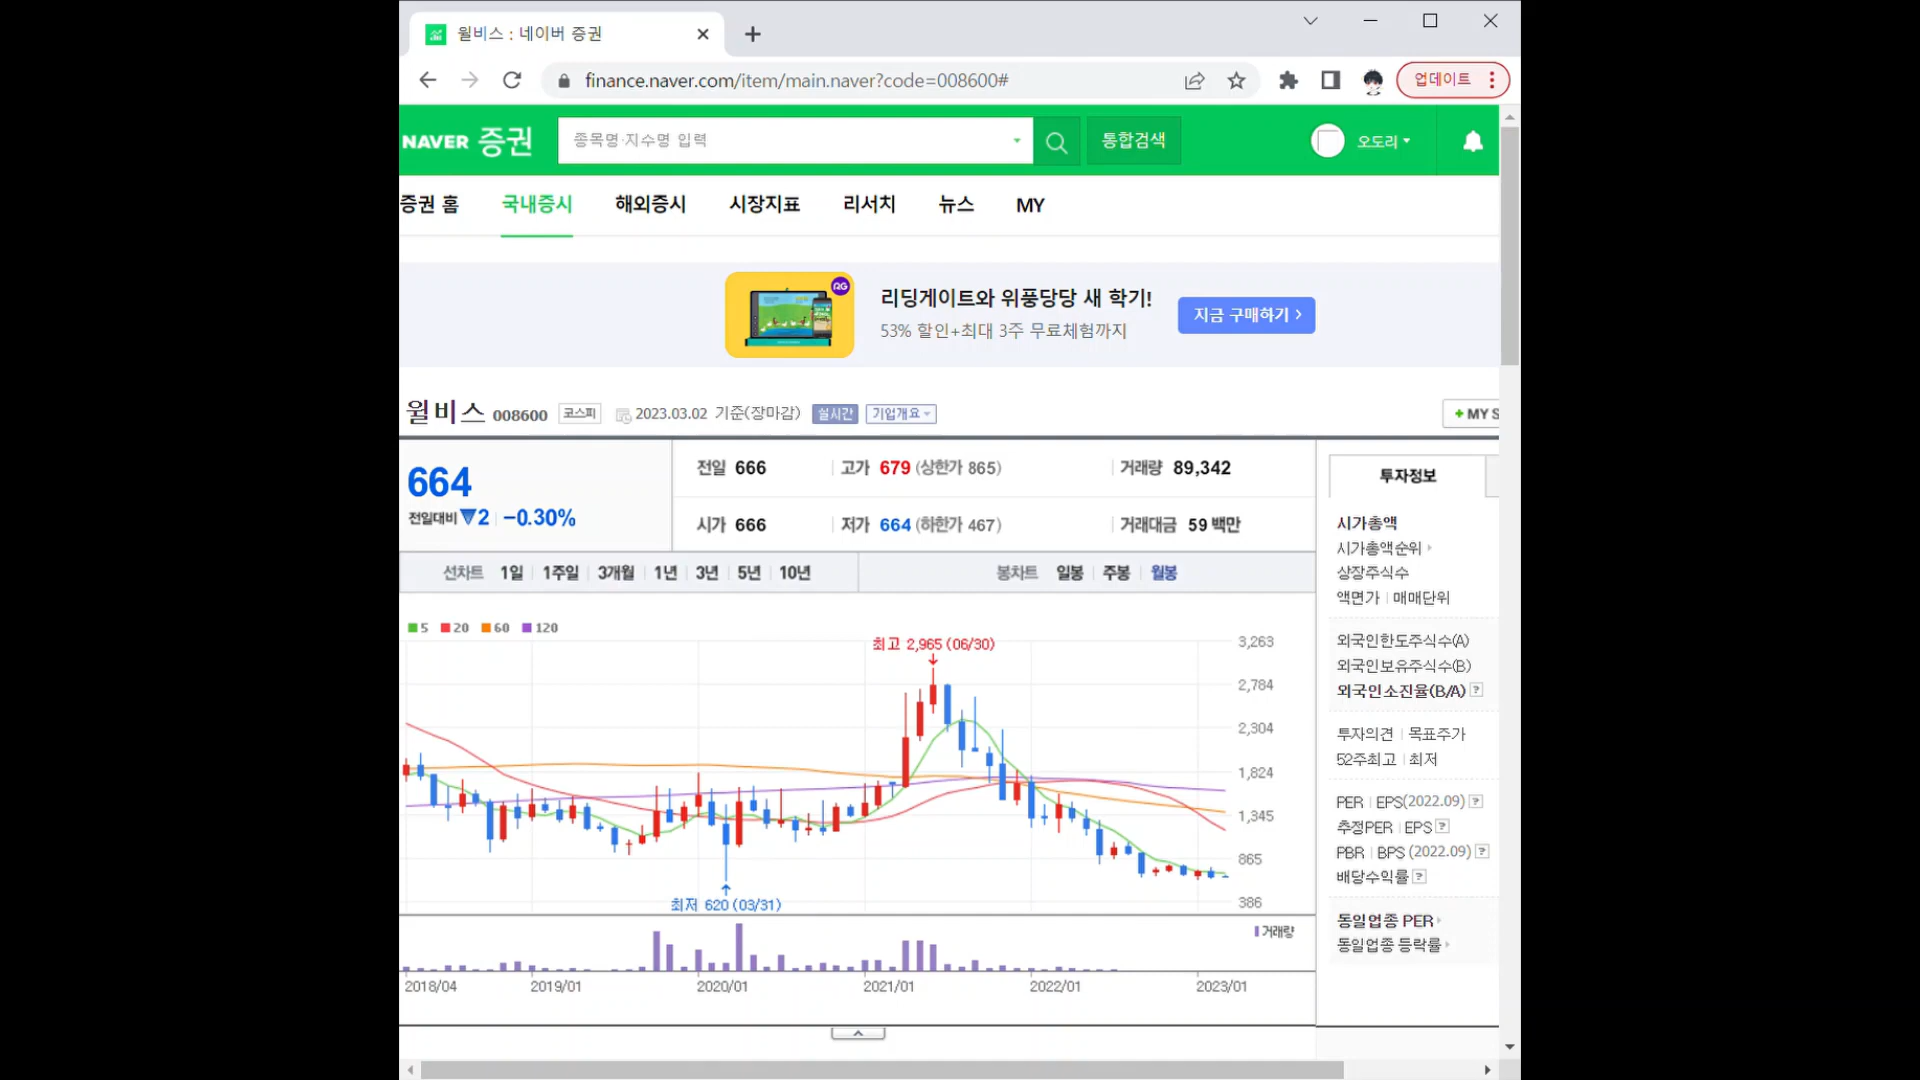 월비스 : 네이버 증권
finance.naver.com/item/main.naver?code=008600#
업데이트
NAVER 증권
종목명·지수명 입력
통합검색
오도리
증권 홈 국내증시 해외증시 시장지표 리서치 뉴스 MY
RG
리딩게이트와 위풍당당 새 학기!
53% 할인+최대 3주 무료체험까지
지금 구매하기 >
윌비스 008600 코스피 2023.03.02 기준(장마감) 실시간 기업개요
+ MY S
664
전일대비 ▼2 -0.30%
전일 666 고가 679 (상한가 865) 거래량 89,342
시가 666 저가 664 (하한가 467) 거래대금 59 백만
선차트 1일 1주일 3개월 1년 3년 5년 10년 봉차트 일봉 주봉 월봉
5 20 60 120
최고 2,965 (06/30)
3,263
2,784
2,304
1,824
1,345
865
386
최저 620 (03/31)
거래량
2018/04 2019/01 2020/01 2021/01 2022/01 2023/01
투자정보
시가총액
시가총액순위
상장주식수
액면가 | 매매단위
외국인한도주식수(A)
외국인보유주식수(B)
외국인소진율(B/A) ?
투자의견 | 목표주가
52주최고 | 최저
PER | EPS(2022.09) ?
추정PER | EPS ?
PBR | BPS (2022.09) ?
배당수익률 ?
동일업종 PER
동일업종 등락률